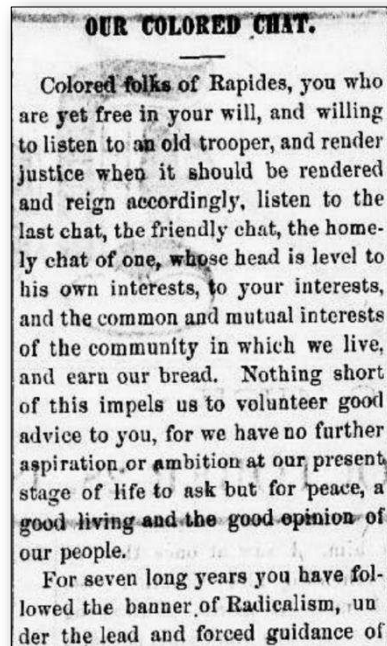 OUR COLORED CHAT.
Colored folks of Rapides, you who
are yet free in your will, and willing
to listen to an old trooper, and render
justice when it should be rendered
and reign accordingly, listen to the
last chat, the friendly chat, the home-
ly chat of one, whose head is level to
his own interests, to your interests,
and the common and mutual interests
of the community in which we live,
and earn our bread. Nothing short
of this impels us to volunteer good
advice to you, for we have no further
aspiration or ambition at our present
stage of life to ask but for peace, a
good living and the good opinion of
our people.
For seven long years you have fol-
lowed the banner of Radicalism, un
der the lead and forced guidance of